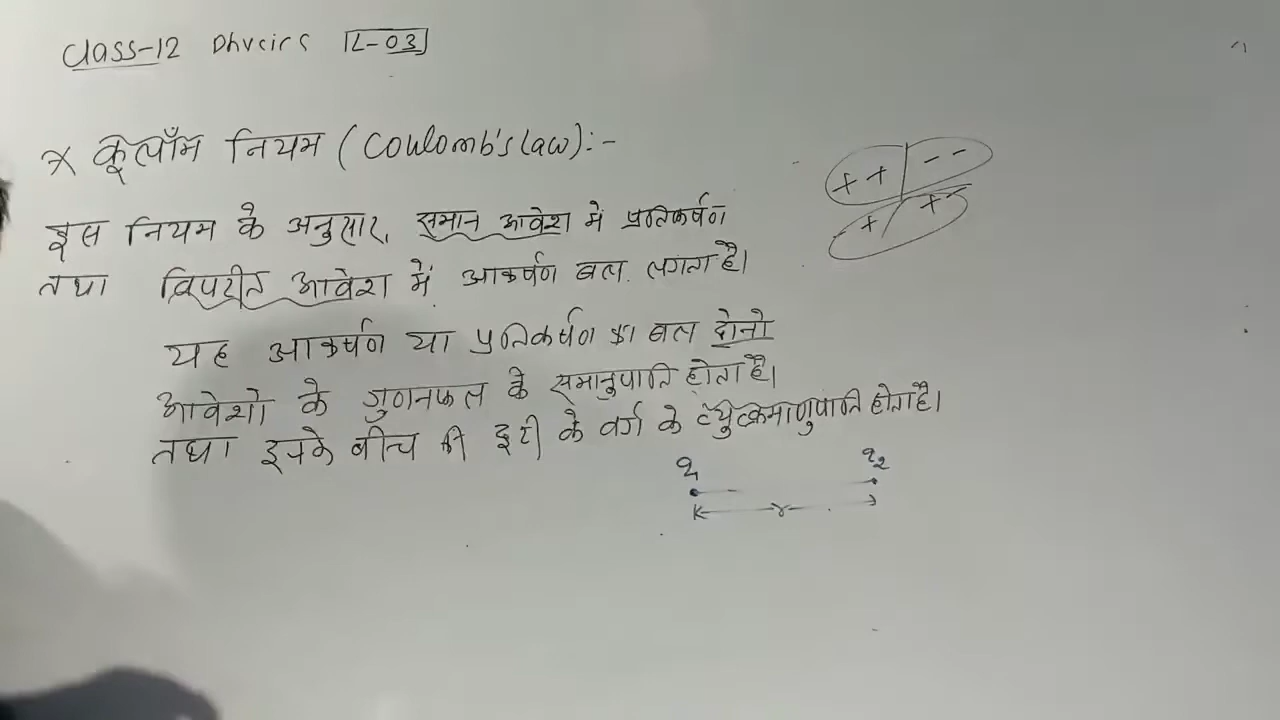 Class-12 Physics L-03
* कूलॉम नियम (Coulomb's law):-
++ --
+ +-
इस नियम के अनुसार, समान आवेश में प्रतिकर्षण
तथा विपरीत आवेश में आकर्षण बल लगता है।
यह आकर्षण या प्रतिकर्षण का बल दोनो
आवेशो के गुणनफल के समानुपाति होता है।
तथा इनके बीच की दूरी के वर्ग के व्युत्क्रमाणुपाति होता है।
q₁ q₂
r